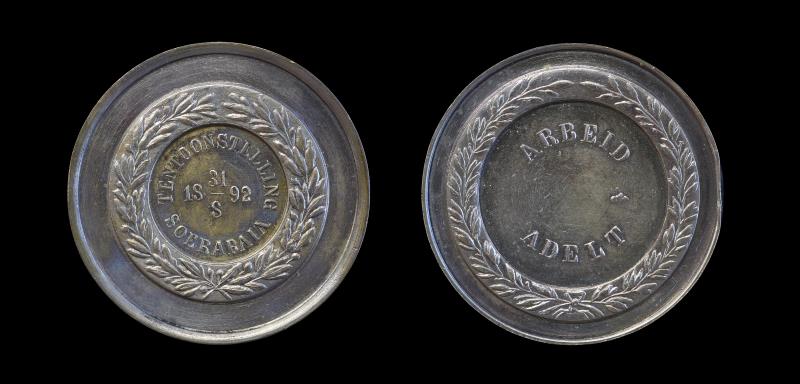 TENTOONSTELLING
31
18 — 92
8
SOERABAIA
ARBEID
ADELT